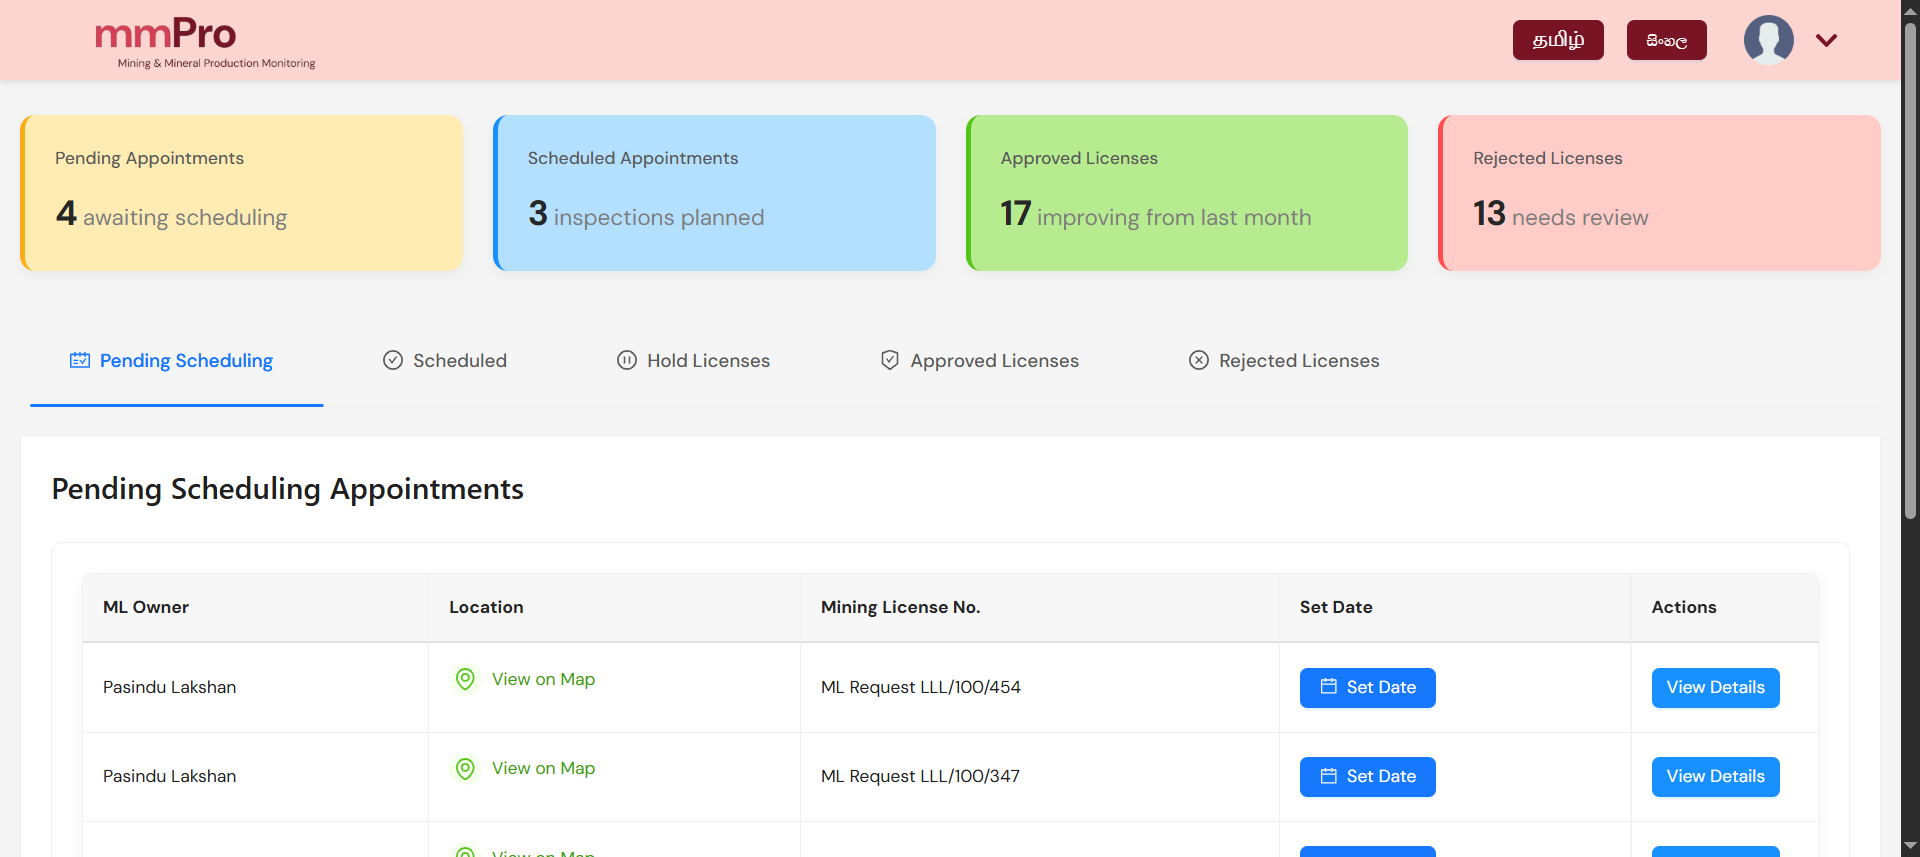 mmPro
Mining & Mineral Production Monitoring
தமிழ்
සිංහල
Pending Appointments
4 awaiting scheduling
Scheduled Appointments
3 inspections planned
Approved Licenses
17 improving from last month
Rejected Licenses
13 needs review
Pending Scheduling
Scheduled
Hold Licenses
Approved Licenses
Rejected Licenses
Pending Scheduling Appointments
ML Owner
Location
Mining License No.
Set Date
Actions
Pasindu Lakshan
View on Map
ML Request LLL/100/454
Set Date
View Details
Pasindu Lakshan
View on Map
ML Request LLL/100/347
Set Date
View Details
View on Map